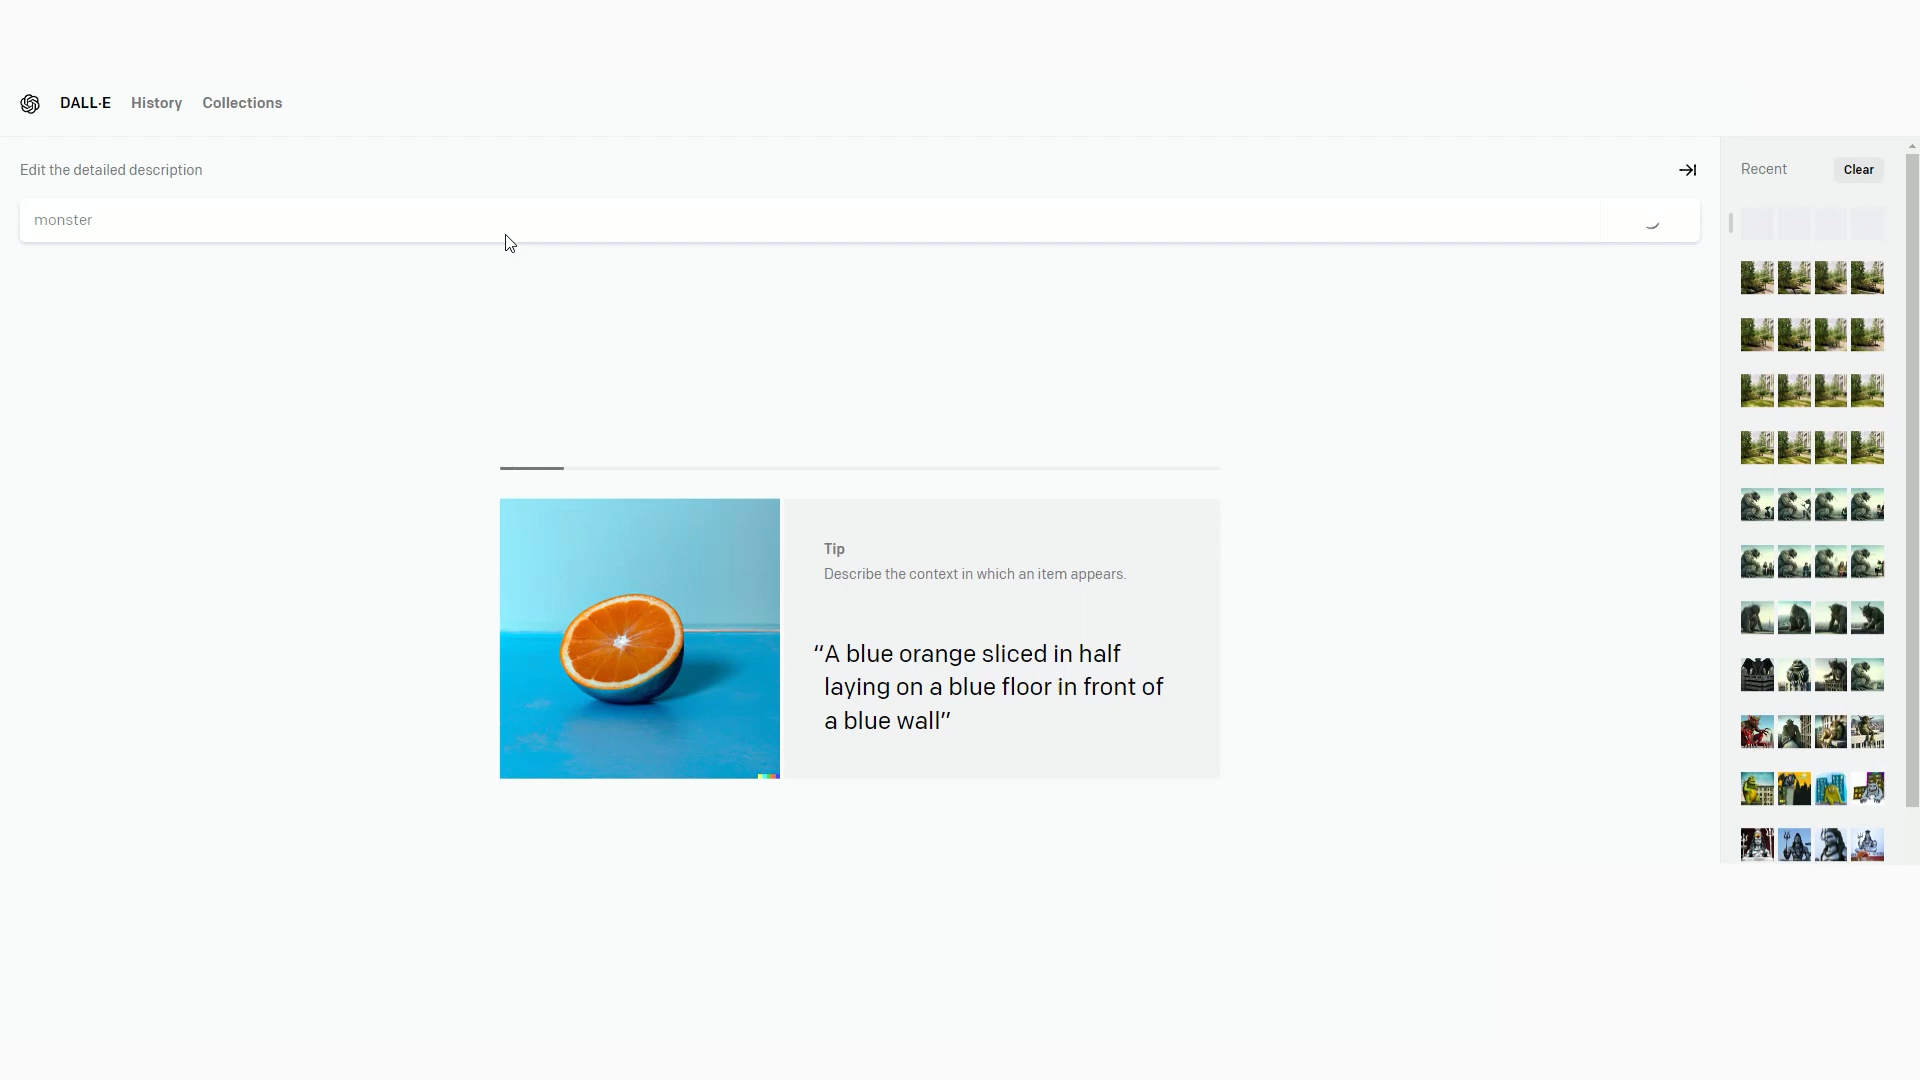 DALL·E History Collections
Edit the detailed description
Recent Clear
monster
Tip
Describe the context in which an item appears.
“A blue orange sliced in half
laying on a blue floor in front of
a blue wall”